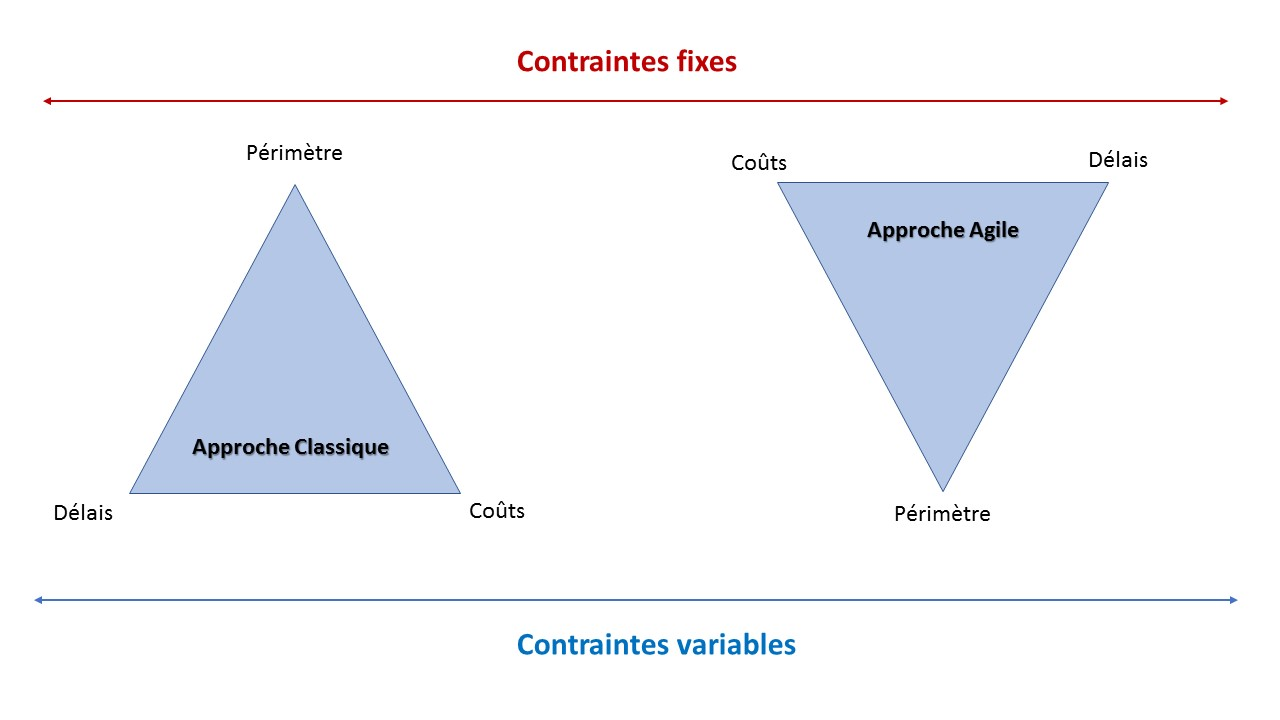 Contraintes fixes
Périmètre
Coûts
Délais
Approche Agile
Approche Classique
Délais
Coûts
Périmètre
Contraintes variables